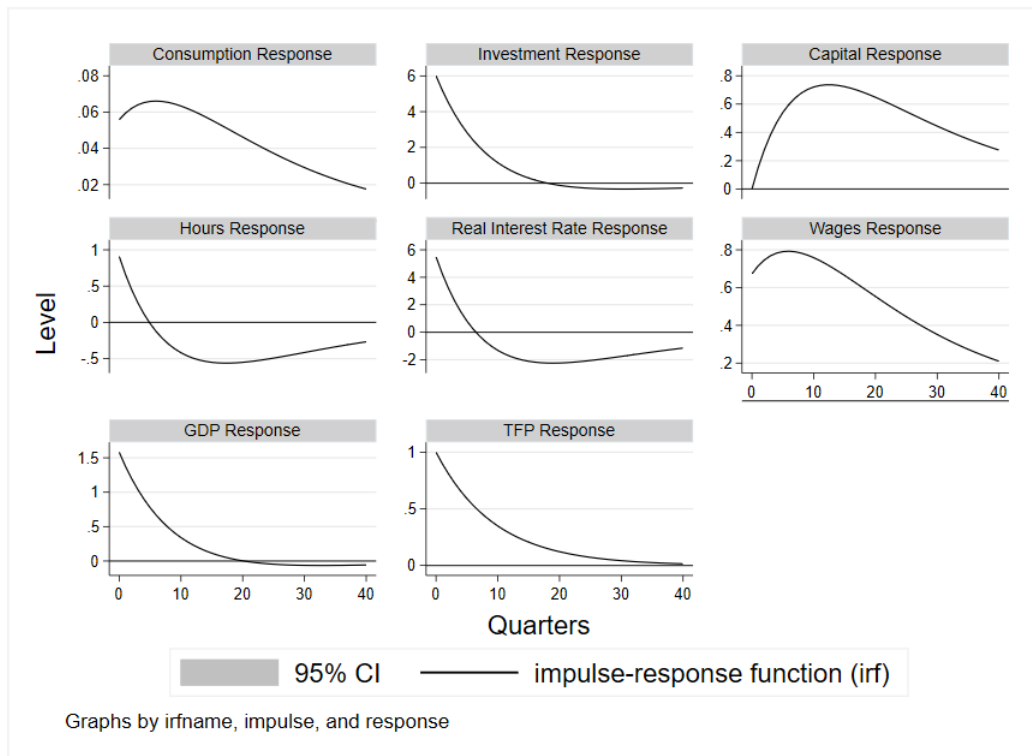 Consumption Response
.08
.06
.04
.02
Investment Response
6
4
2
0
Capital Response
.8
.6
.4
.2
0
Level
Hours Response
1
.5
0
-.5
Real Interest Rate Response
6
4
2
0
-2
Wages Response
.8
.6
.4
.2
0 10 20 30 40
GDP Response
1.5
1
.5
0
0 10 20 30 40
TFP Response
1
.5
0
0 10 20 30 40
Quarters
95% CI
impulse-response function (irf)
Graphs by irfname, impulse, and response